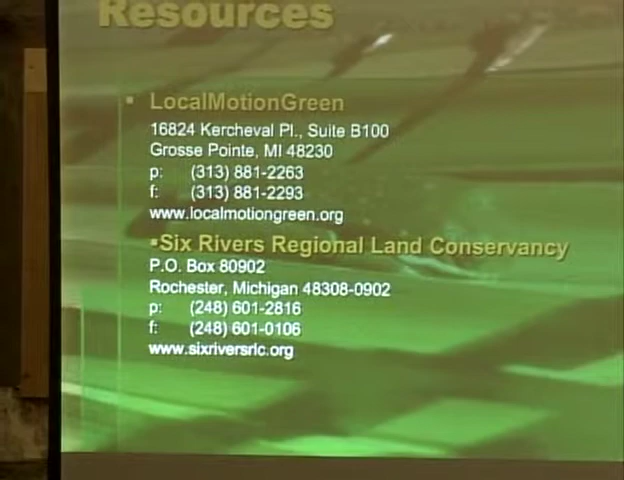 Resources
▪ LocalMotionGreen
16824 Kercheval Pl., Suite B100
Grosse Pointe, MI 48230
p: (313) 881-2263
f: (313) 881-2293
www.localmotiongreen.org
▪Six Rivers Regional Land Conservancy
P.O. Box 80902
Rochester, Michigan 48308-0902
p: (248) 601-2816
f: (248) 601-0106
www.sixriversrlc.org